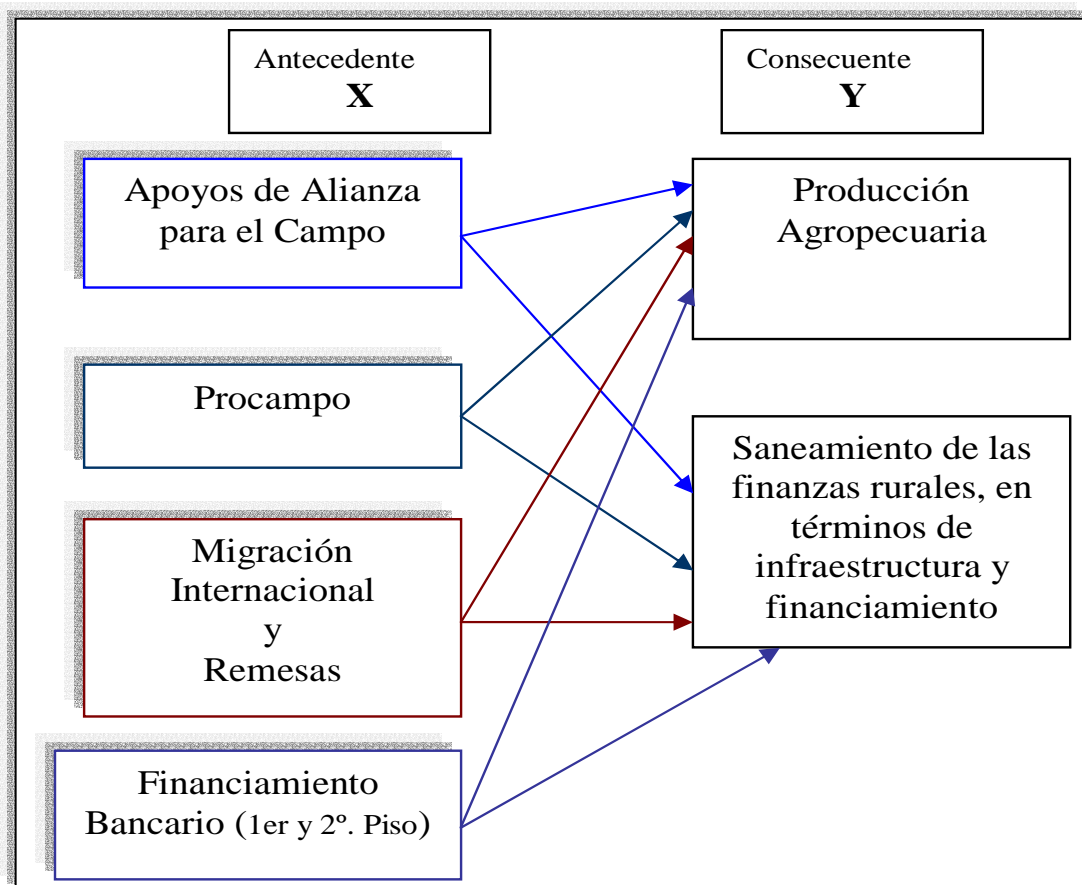 Antecedente
X
Consecuente
Y
Apoyos de Alianza
para el Campo
Producción
Agropecuaria
Procampo
Saneamiento de las
finanzas rurales, en
términos de
infraestructura y
financiamiento
Migración
Internacional
y
Remesas
Financiamiento
Bancario (1er y 2º. Piso)